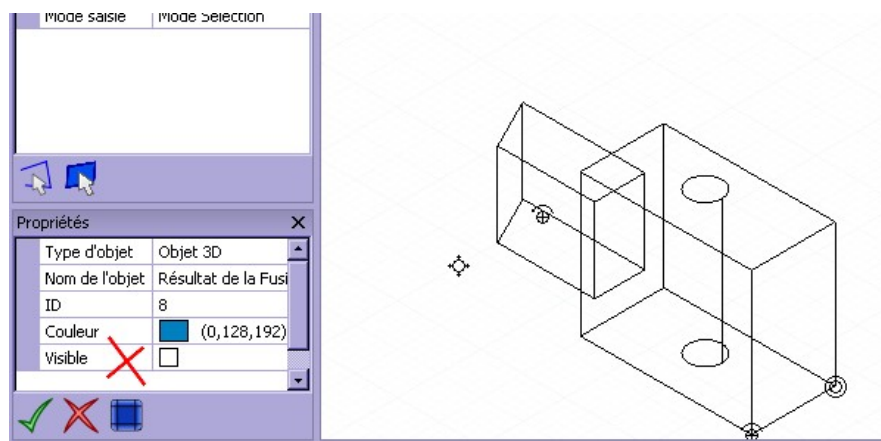 Mode saisie Mode Sélection
Propriétés X
Type d'objet Objet 3D
Nom de l'objet Résultat de la Fusi
ID 8
Couleur (0,128,192)
Visible